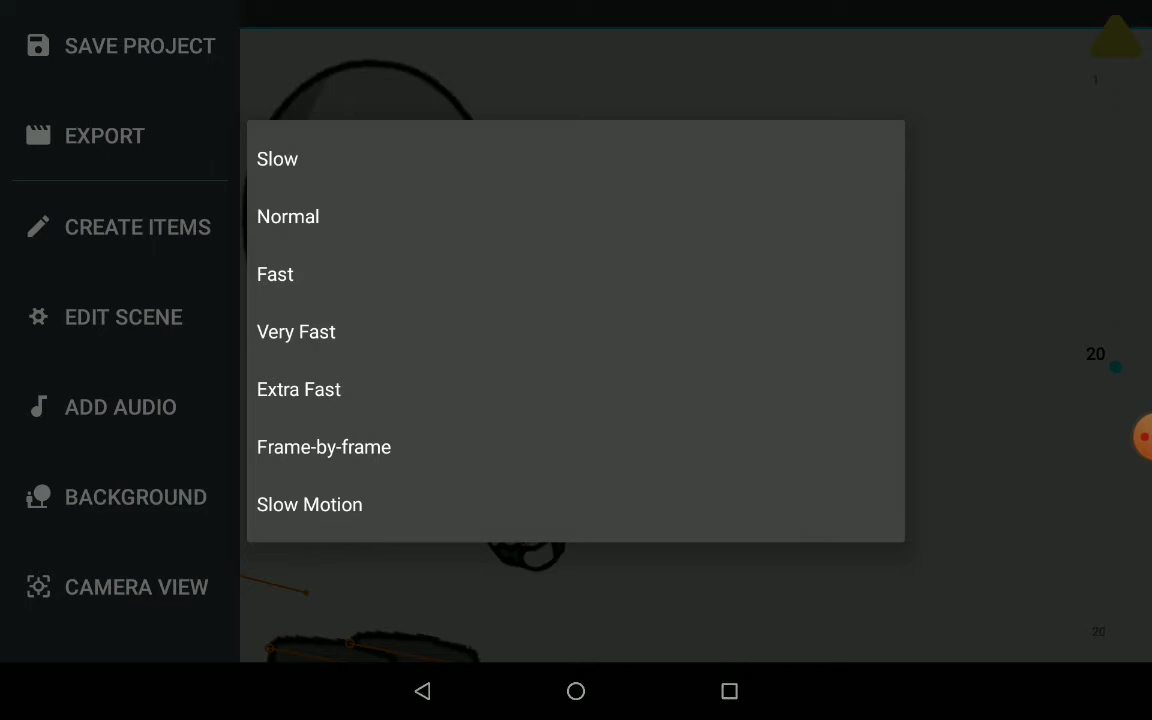 SAVE PROJECT
EXPORT
CREATE ITEMS
EDIT SCENE
ADD AUDIO
BACKGROUND
CAMERA VIEW
Slow
Normal
Fast
Very Fast
Extra Fast
Frame-by-frame
Slow Motion
1
20
20